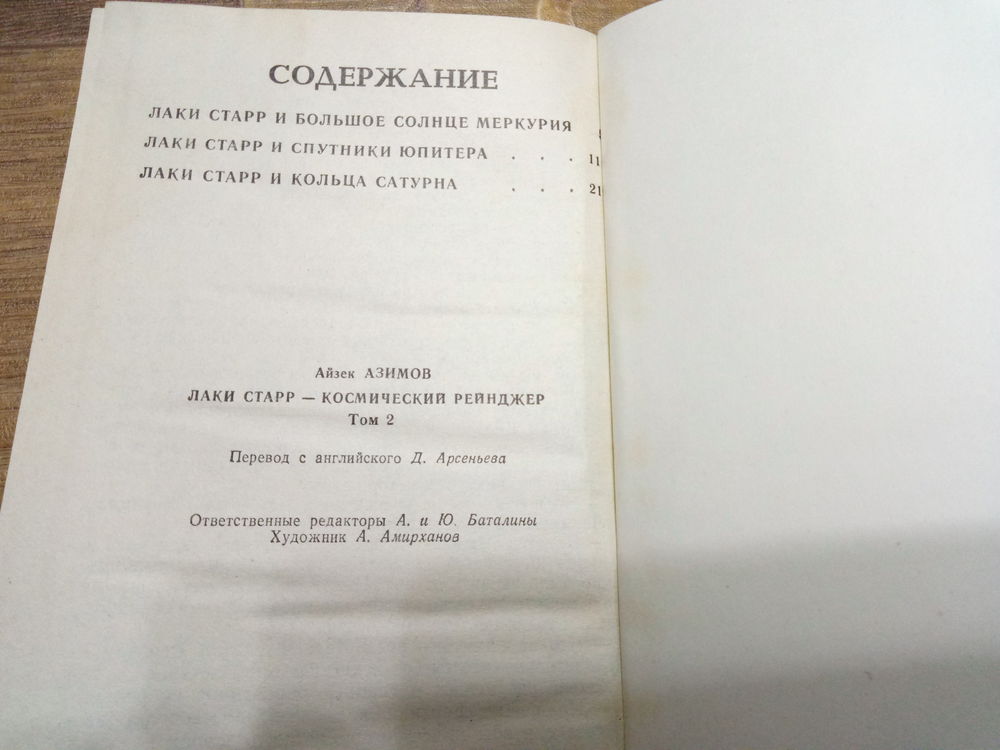 СОДЕРЖАНИЕ
ЛАКИ СТАРР И БОЛЬШОЕ СОЛНЦЕ МЕРКУРИЯ
ЛАКИ СТАРР И СПУТНИКИ ЮПИТЕРА . . . 11
ЛАКИ СТАРР И КОЛЬЦА САТУРНА . . . 21
Айзек АЗИМОВ
ЛАКИ СТАРР — КОСМИЧЕСКИЙ РЕЙНДЖЕР
Том 2
Перевод с английского Д. Арсеньева
Ответственные редакторы А. и Ю. Баталины
Художник А. Амирханов